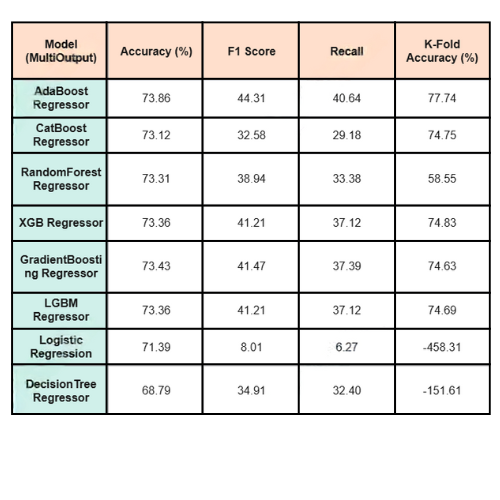 Model
(MultiOutput) Accuracy (%) F1 Score Recall K-Fold
Accuracy (%)
AdaBoost
Regressor 73.86 44.31 40.64 77.74
CatBoost
Regressor 73.12 32.58 29.18 74.75
RandomForest
Regressor 73.31 38.94 33.38 58.55
XGB Regressor 73.36 41.21 37.12 74.83
GradientBoosti
ng Regressor 73.43 41.47 37.39 74.63
LGBM
Regressor 73.36 41.21 37.12 74.69
Logistic
Regression 71.39 8.01 6.27 -458.31
DecisionTree
Regressor 68.79 34.91 32.40 -151.61